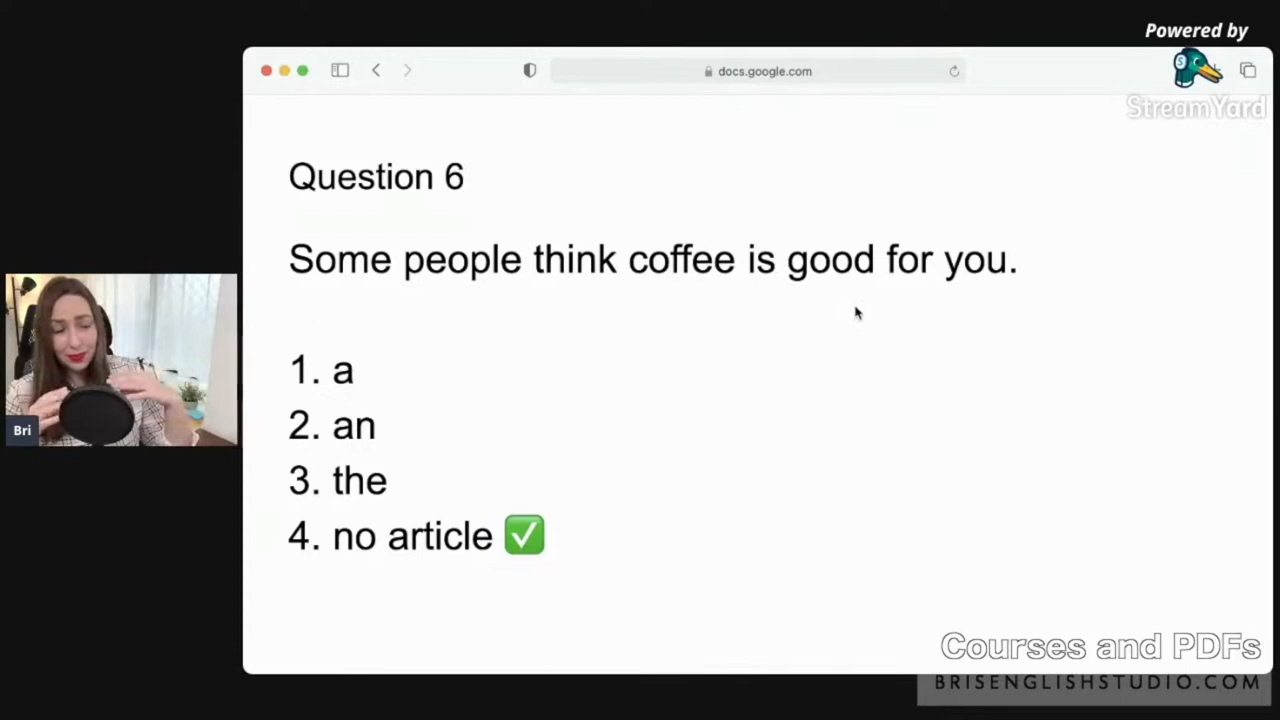 Powered by
docs.google.com
StreamYard
Question 6
Some people think coffee is good for you.
1. a
2. an
3. the
4. no article ✅
Bri
Courses and PDFs
BRISENGLISHSTUDIO.COM